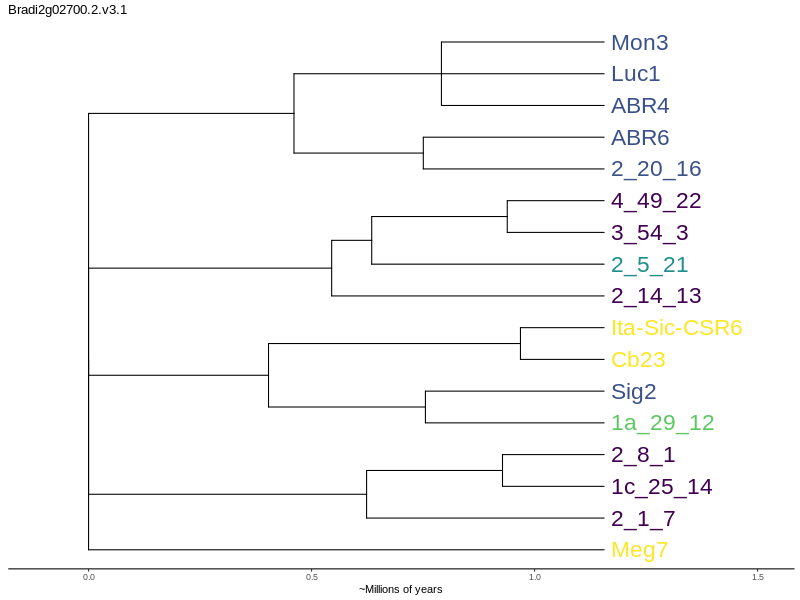 Bradi2g02700.2.v3.1
Mon3
Luc1
ABR4
ABR6
2_20_16
4_49_22
3_54_3
2_5_21
2_14_13
Ita-Sic-CSR6
Cb23
Sig2
1a_29_12
2_8_1
1c_25_14
2_1_7
Meg7
0.0 0.5 1.0 1.5
~Millions of years